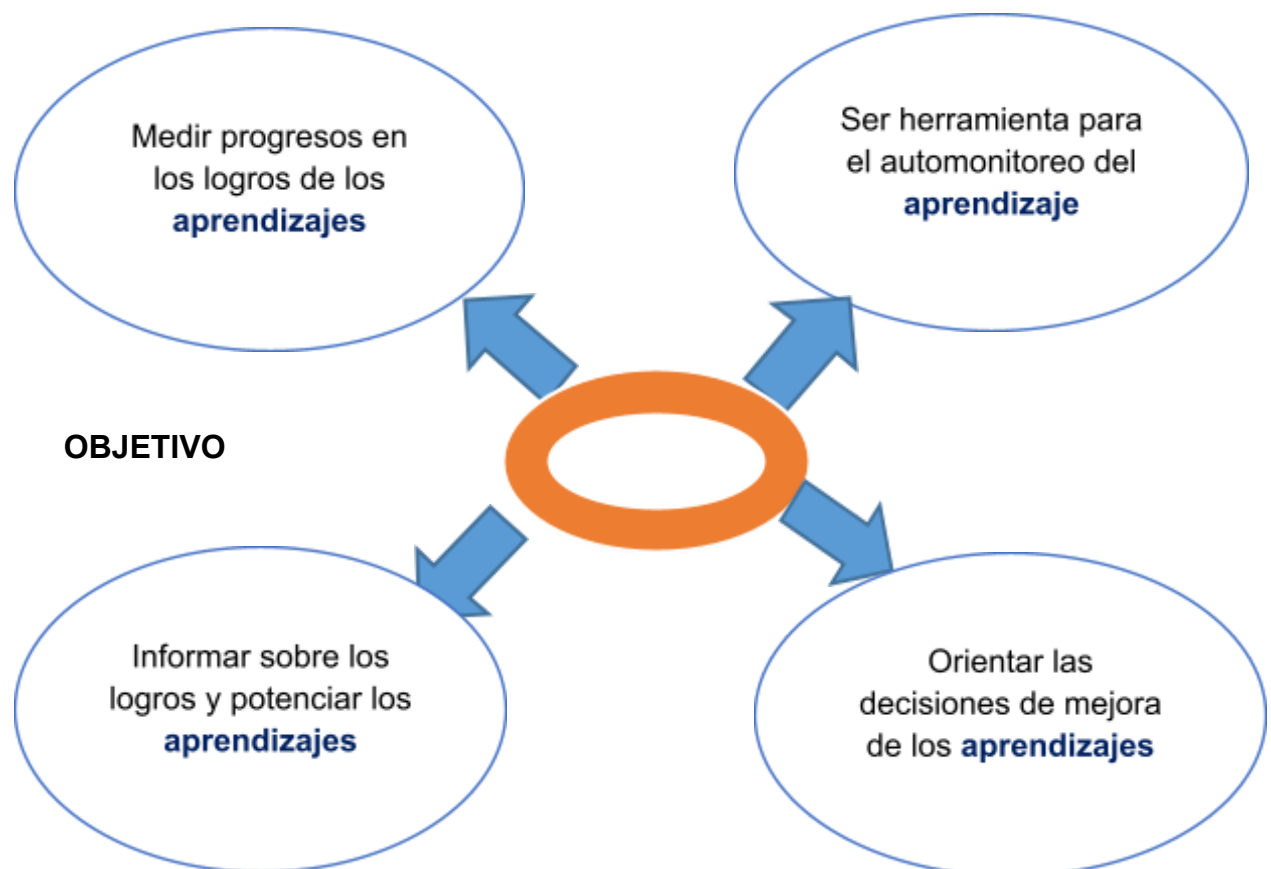 Medir progresos en
los logros de los
aprendizajes
Ser herramienta para
el automonitoreo del
aprendizaje
OBJETIVO
Informar sobre los
logros y potenciar los
aprendizajes
Orientar las
decisiones de mejora
de los aprendizajes